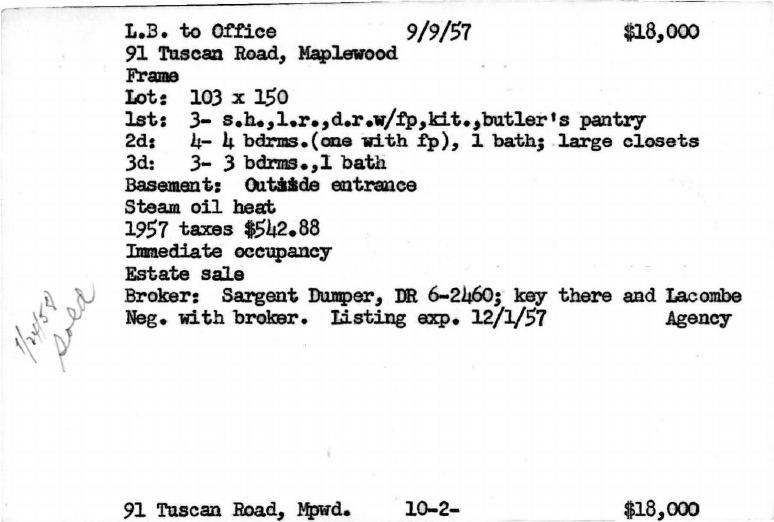 L.B. to Office 9/9/57 $18,000
91 Tuscan Road, Maplewood
Frame
Lot: 103 x 150
1st: 3- s.h.,l.r.,d.r.w/fp,kit.,butler's pantry
2d: 4- 4 bdrms.(one with fp), 1 bath; large closets
3d: 3- 3 bdrms.,1 bath
Basement: Outside entrance
Steam oil heat
1957 taxes $542.88
Immediate occupancy
Estate sale
Broker: Sargent Dumper, DR 6-2460; key there and Lacombe
Neg. with broker. Listing exp. 12/1/57 Agency
Sold
91 Tuscan Road, Mpwd. 10-2- $18,000